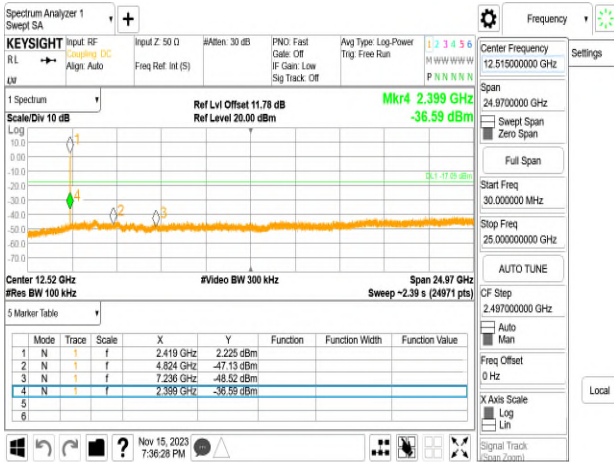 Spectrum Analyzer 1
Swept SA
+
Frequency
KEYSIGHT
Input: RF
Coupling: DC
Align: Auto
Input Z: 50 Ω
Freq Ref: Int (S)
#Atten: 30 dB
PNO: Fast
Gate: Off
IF Gain: Low
Sig Track: Off
Avg Type: Log-Power
Trig: Free Run
1 2 3 4 5 6
M W W W W W
P N N N N N
RL
1 Spectrum
Scale/Div 10 dB
Ref Lvl Offset 11.78 dB
Ref Level 20.00 dBm
Mkr4 2.399 GHz
-36.59 dBm
Log
10.0
0.00
-10.0
-20.0
-30.0
-40.0
-50.0
-60.0
-70.0
1
4
2
3
Center 12.52 GHz
#Res BW 100 kHz
#Video BW 300 kHz
Span 24.97 GHz
Sweep ~2.39 s (24971 pts)
5 Marker Table
Mode Trace Scale X Y Function Function Width Function Value
1 N 1 f 2.419 GHz 2.225 dBm
2 N 1 f 4.824 GHz -47.13 dBm
3 N 1 f 7.236 GHz -48.52 dBm
4 N 1 f 2.399 GHz -36.59 dBm
5
6
?
Nov 15, 2023
7:36:28 PM
Center Frequency
12.515000000 GHz
Span
24.9700000 GHz
Swept Span
Zero Span
Full Span
Start Freq
30.000000 MHz
Stop Freq
25.000000000 GHz
AUTO TUNE
CF Step
2.497000000 GHz
Auto
Man
Freq Offset
0 Hz
X Axis Scale
Log
Lin
Signal Track
(Span Zoom)
Settings
Local